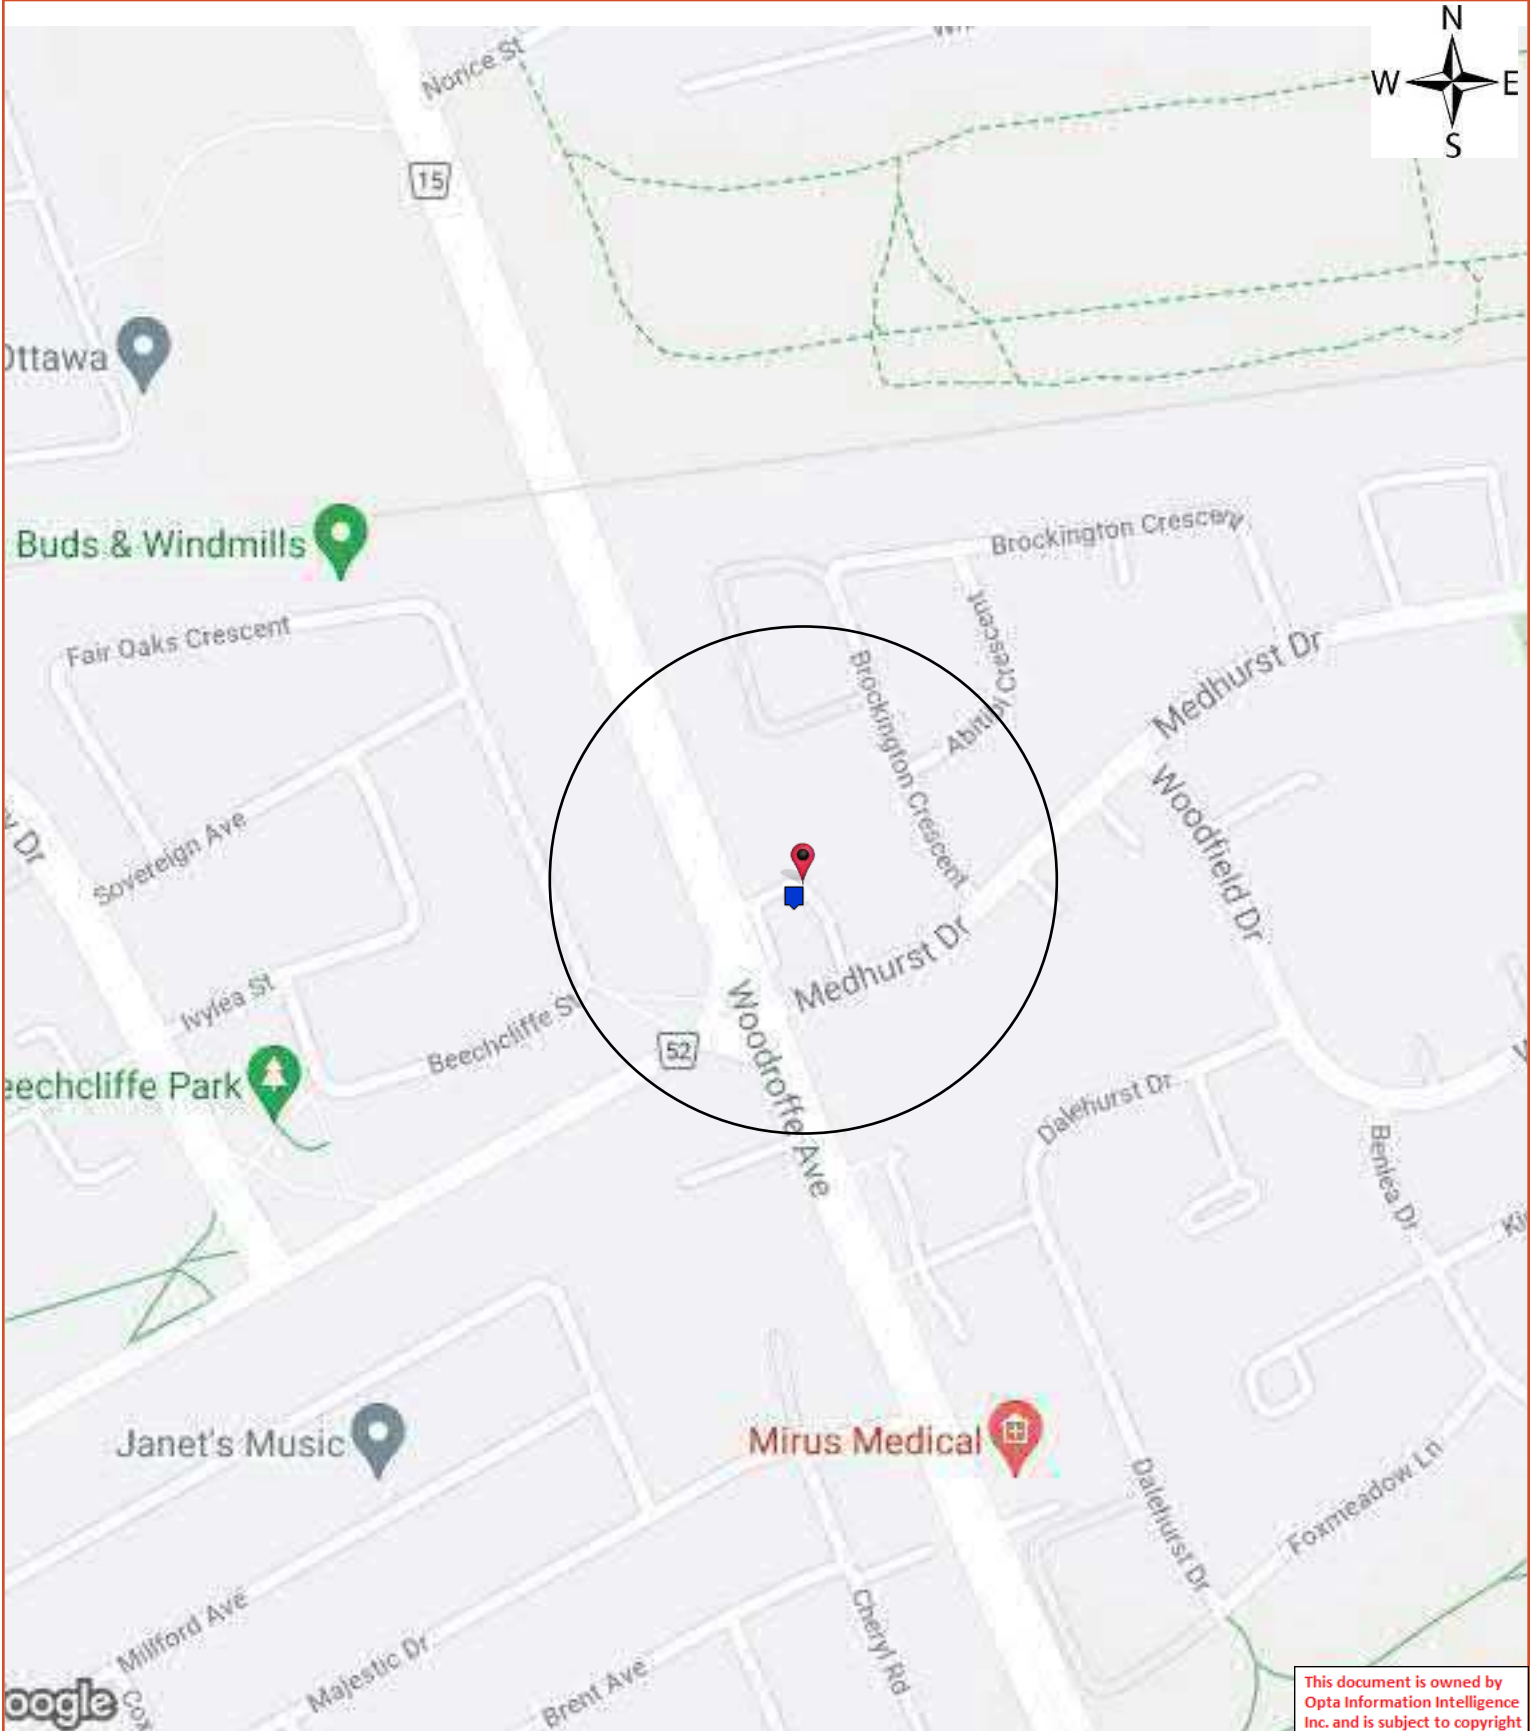 N
W E
S
Norice St
15
Ottawa
Buds & Windmills
Brockington Crescent
Fair Oaks Crescent
Abitibi Crescent
Medhurst Dr
Brockington Crescent
Woodfield Dr
Sovereign Ave
y Dr
Medhurst Dr
Ivylea St
Beechcliffe St
52
Woodroffe Ave
eechcliffe Park
Dalehurst Dr
Benlea Dr
Janet's Music
Mirus Medical
Dalehurst Dr
Foxmeadow Ln
Millford Ave
Majestic Dr
Brent Ave
Cheryl Rd
oogle
This document is owned by
Opta Information Intelligence
Inc. and is subject to copyright